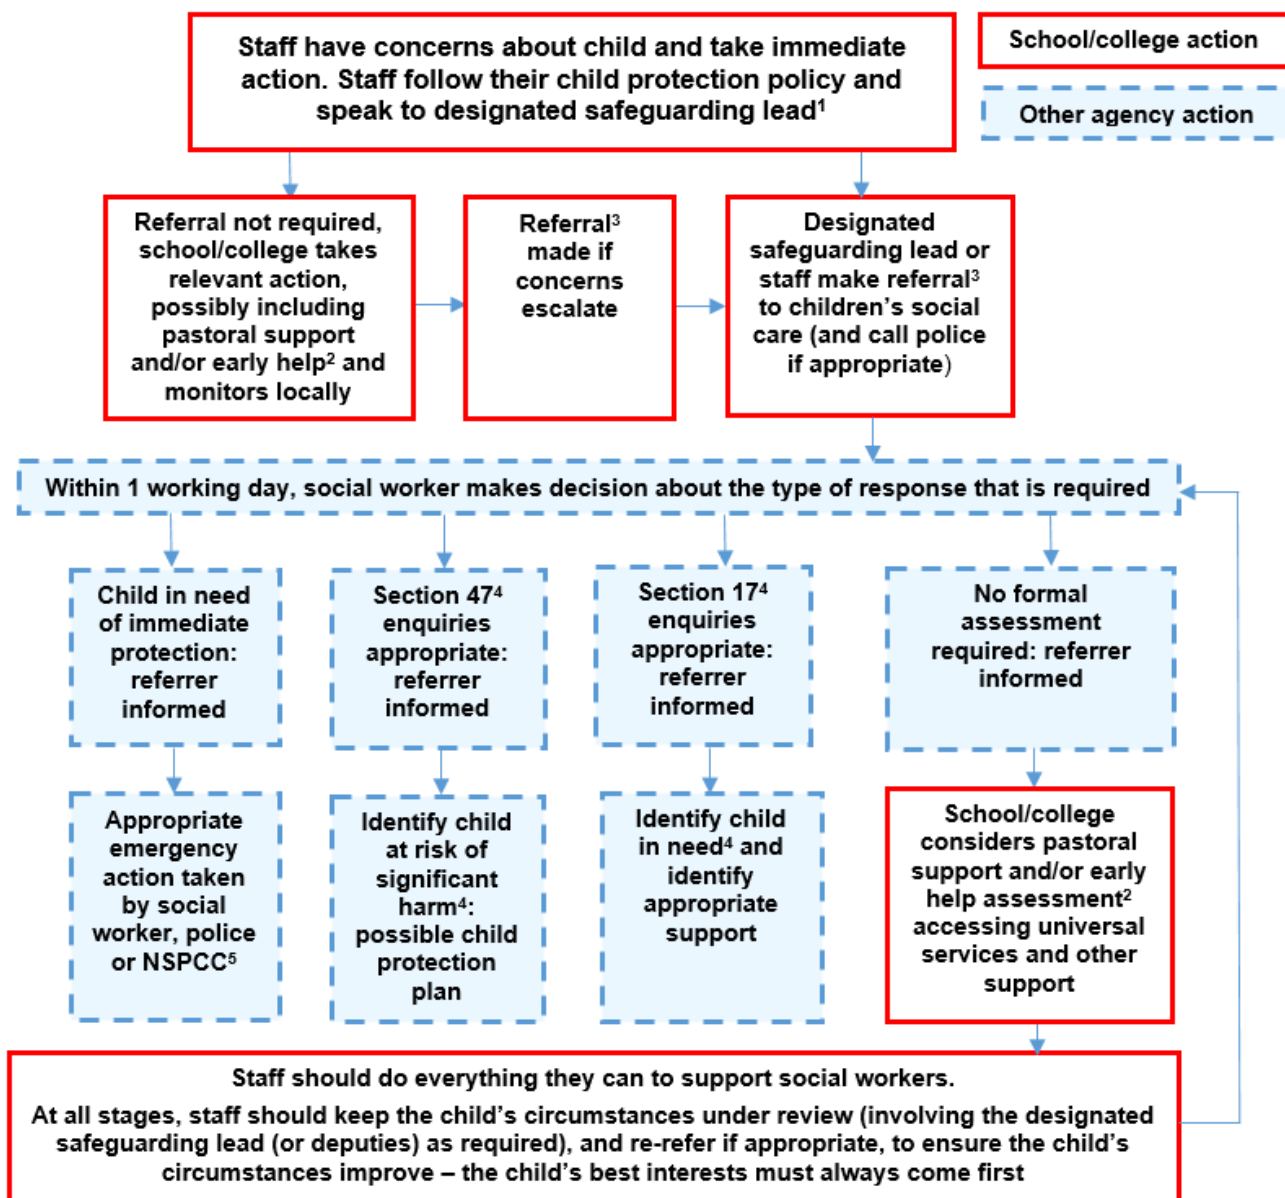 Staff have concerns about child and take immediate
action. Staff follow their child protection policy and
speak to designated safeguarding lead¹
School/college action
Other agency action
Referral not required,
school/college takes
relevant action,
possibly including
pastoral support
and/or early help² and
monitors locally
Referral³
made if
concerns
escalate
Designated
safeguarding lead or
staff make referral³
to children’s social
care (and call police
if appropriate)
Within 1 working day, social worker makes decision about the type of response that is required
Child in need
of immediate
protection:
referrer
informed
Section 47⁴
enquiries
appropriate:
referrer
informed
Section 17⁴
enquiries
appropriate:
referrer
informed
No formal
assessment
required: referrer
informed
Appropriate
emergency
action taken
by social
worker, police
or NSPCC⁵
Identify child
at risk of
significant
harm⁴:
possible child
protection
plan
Identify child
in need⁴ and
identify
appropriate
support
School/college
considers pastoral
support and/or early
help assessment²
accessing universal
services and other
support
Staff should do everything they can to support social workers.
At all stages, staff should keep the child’s circumstances under review (involving the designated
safeguarding lead (or deputies) as required), and re-refer if appropriate, to ensure the child’s
circumstances improve – the child’s best interests must always come first